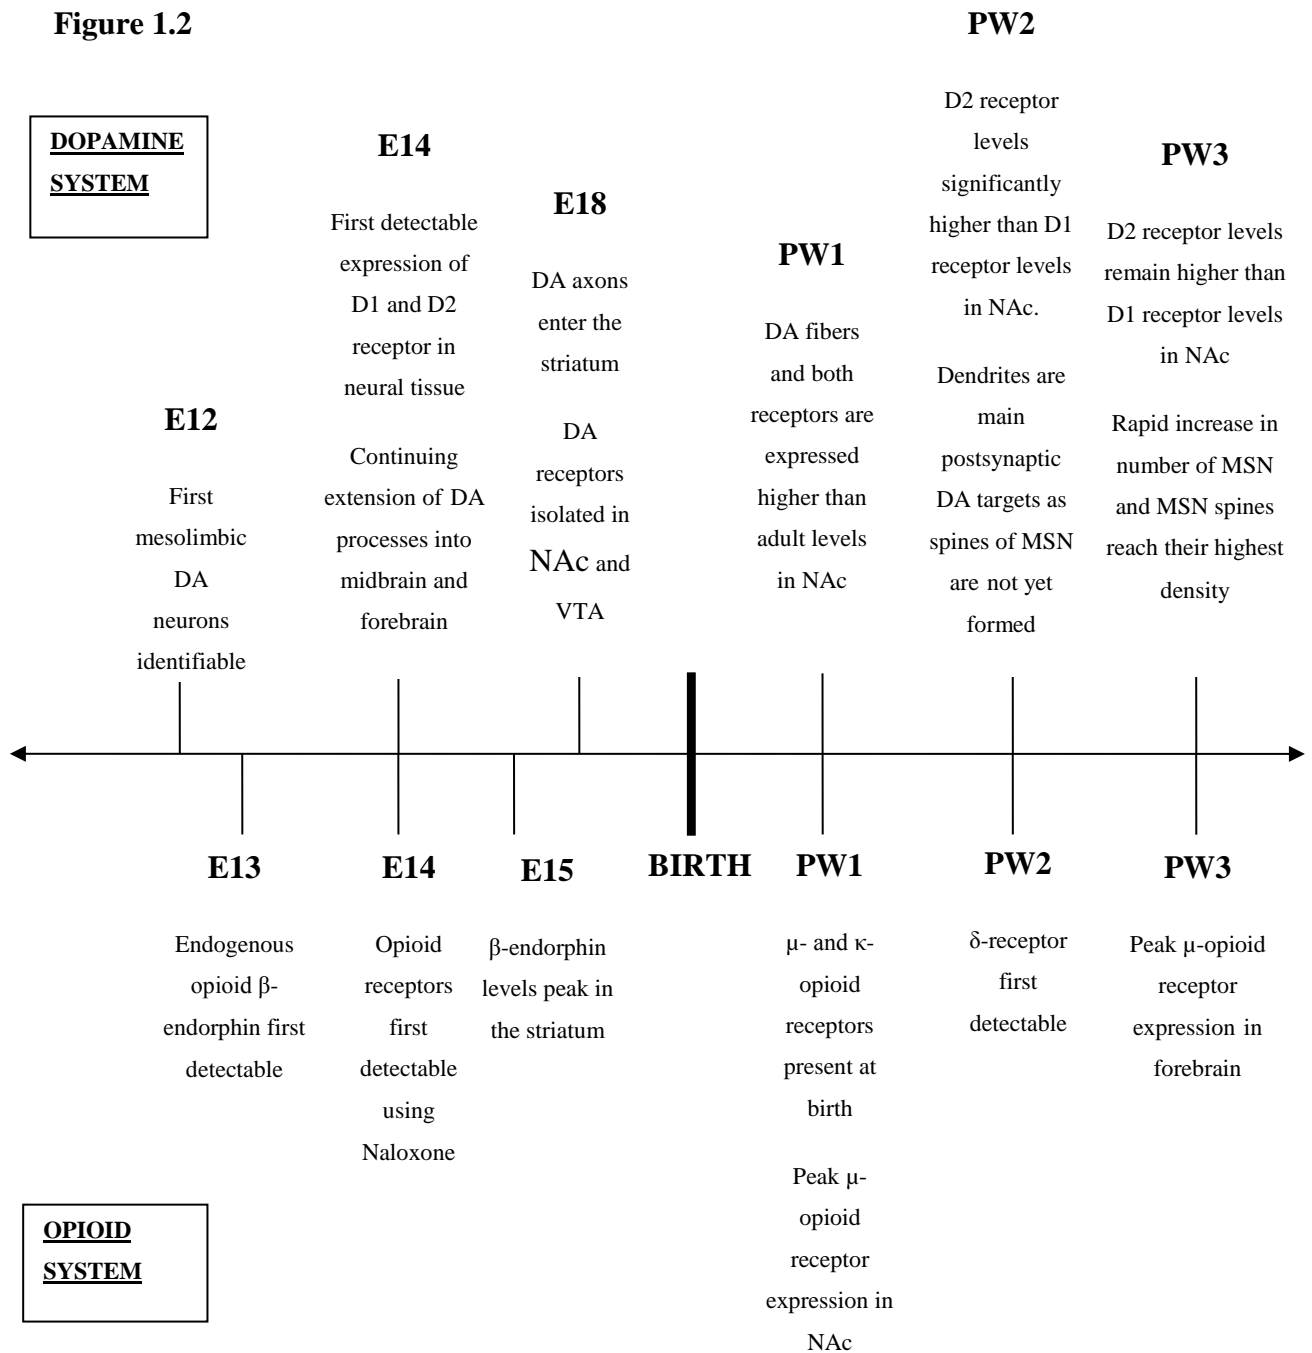 Figure 1.2
DOPAMINE
SYSTEM
E12
First
mesolimbic
DA
neurons
identifiable
E14
First detectable
expression of
D1 and D2
receptor in
neural tissue
Continuing
extension of DA
processes into
midbrain and
forebrain
E18
DA axons
enter the
striatum
DA
receptors
isolated in
NAc and
VTA
PW1
DA fibers
and both
receptors are
expressed
higher than
adult levels
in NAc
PW2
D2 receptor
levels
significantly
higher than D1
receptor levels
in NAc.
Dendrites are
main
postsynaptic
DA targets as
spines of MSN
are not yet
formed
PW3
D2 receptor levels
remain higher than
D1 receptor levels
in NAc
Rapid increase in
number of MSN
and MSN spines
reach their highest
density
E13
Endogenous
opioid β-
endorphin first
detectable
E14
Opioid
receptors
first
detectable
using
Naloxone
E15
β-endorphin
levels peak in
the striatum
BIRTH
PW1
μ- and κ-
opioid
receptors
present at
birth
Peak μ-
opioid
receptor
expression in
NAc
PW2
δ-receptor
first
detectable
PW3
Peak μ-opioid
receptor
expression in
forebrain
OPIOID
SYSTEM